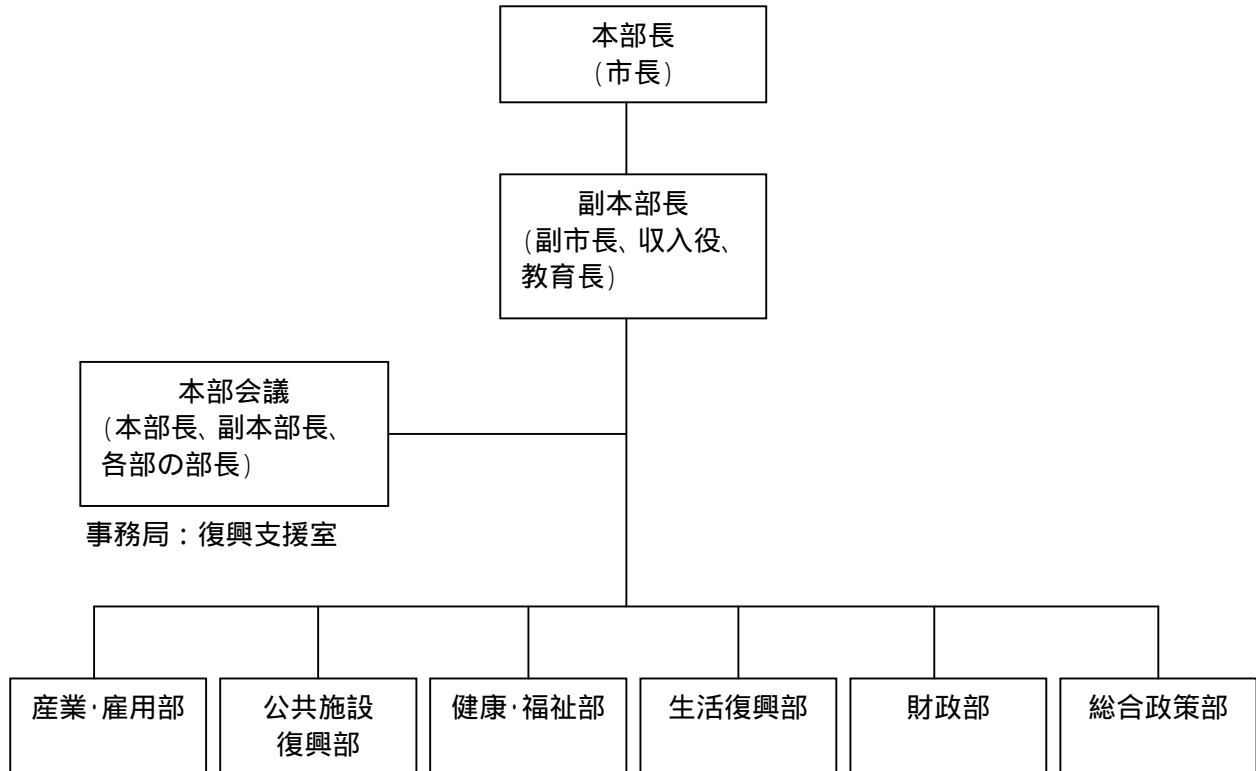 本部長
(市長)
副本部長
(副市長、収入役、
教育長)
本部会議
(本部長、副本部長、
各部の部長)
事務局：復興支援室
産業・雇用部
公共施設
復興部
健康・福祉部
生活復興部
財政部
総合政策部